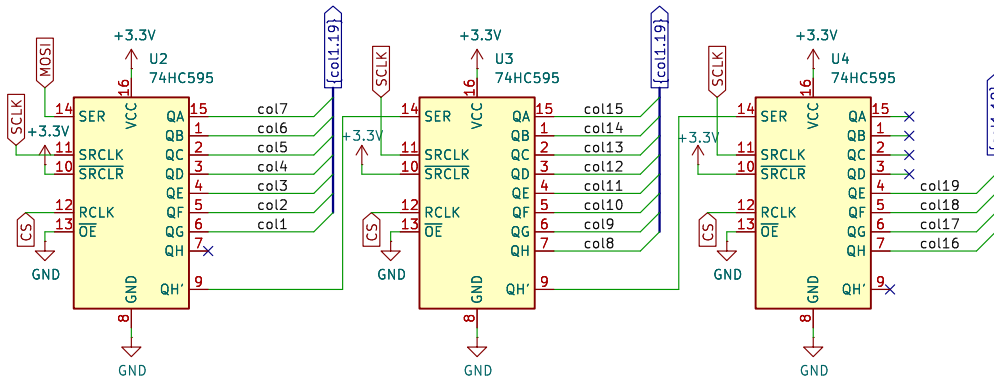 +3.3V
U2
74HC595
MOSI
SCLK
+3.3V
CS
GND
16
VCC
14 SER
11 SRCLK
10 SRCLR
12 RCLK
13 OE
QA 15 col7
QB 1 col6
QC 2 col5
QD 3 col4
QE 4 col3
QF 5 col2
QG 6 col1
QH 7
QH' 9
GND
8
GND
{col1.19}
+3.3V
U3
74HC595
SCLK
+3.3V
CS
GND
16
VCC
14 SER
11 SRCLK
10 SRCLR
12 RCLK
13 OE
QA 15 col15
QB 1 col14
QC 2 col13
QD 3 col12
QE 4 col11
QF 5 col10
QG 6 col9
QH 7 col8
QH' 9
GND
8
GND
{col1.19}
+3.3V
U4
74HC595
SCLK
+3.3V
CS
GND
16
VCC
14 SER
11 SRCLK
10 SRCLR
12 RCLK
13 OE
QA 15
QB 1
QC 2
QD 3
QE 4 col19
QF 5 col18
QG 6 col17
QH 7 col16
QH' 9
GND
8
GND